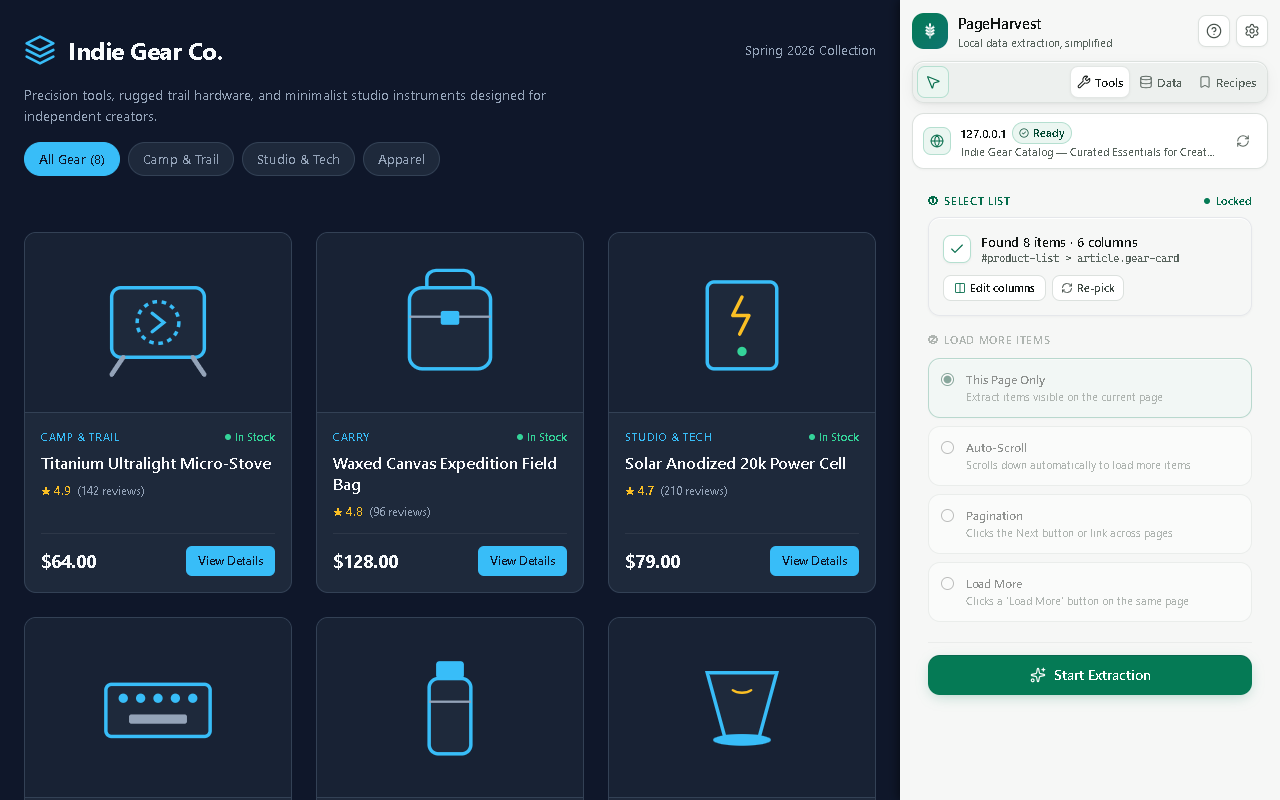 Indie Gear Co.
Spring 2026 Collection
Precision tools, rugged trail hardware, and minimalist studio instruments designed for
independent creators.
All Gear (8)
Camp & Trail
Studio & Tech
Apparel
CAMP & TRAIL
In Stock
Titanium Ultralight Micro-Stove
★ 4.9 (142 reviews)
$64.00
View Details
CARRY
In Stock
Waxed Canvas Expedition Field
Bag
★ 4.8 (96 reviews)
$128.00
View Details
STUDIO & TECH
In Stock
Solar Anodized 20k Power Cell
★ 4.7 (210 reviews)
$79.00
View Details
PageHarvest
Local data extraction, simplified
Tools
Data
Recipes
127.0.0.1
Ready
Indie Gear Catalog — Curated Essentials for Creat...
① SELECT LIST
Locked
Found 8 items · 6 columns
#product-list > article.gear-card
Edit columns
Re-pick
② LOAD MORE ITEMS
This Page Only
Extract items visible on the current page
Auto-Scroll
Scrolls down automatically to load more items
Pagination
Clicks the Next button or link across pages
Load More
Clicks a 'Load More' button on the same page
Start Extraction